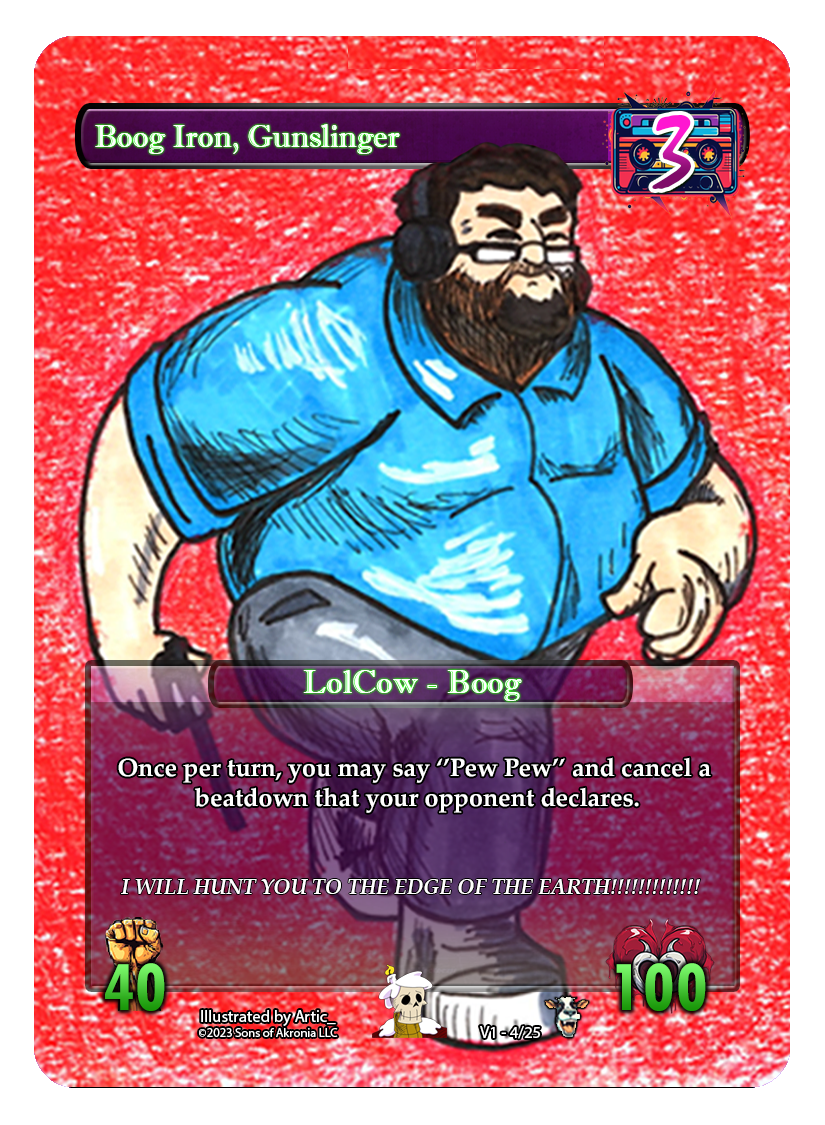 Boog Iron, Gunslinger
3
LolCow - Boog
Once per turn, you may say ‘‘Pew Pew’’ and cancel a
beatdown that your opponent declares.
I WILL HUNT YOU TO THE EDGE OF THE EARTH!!!!!!!!!!!!!
40
100
Illustrated by Artic_
©2023 Sons of Akronia LLC
V1 - 4/25